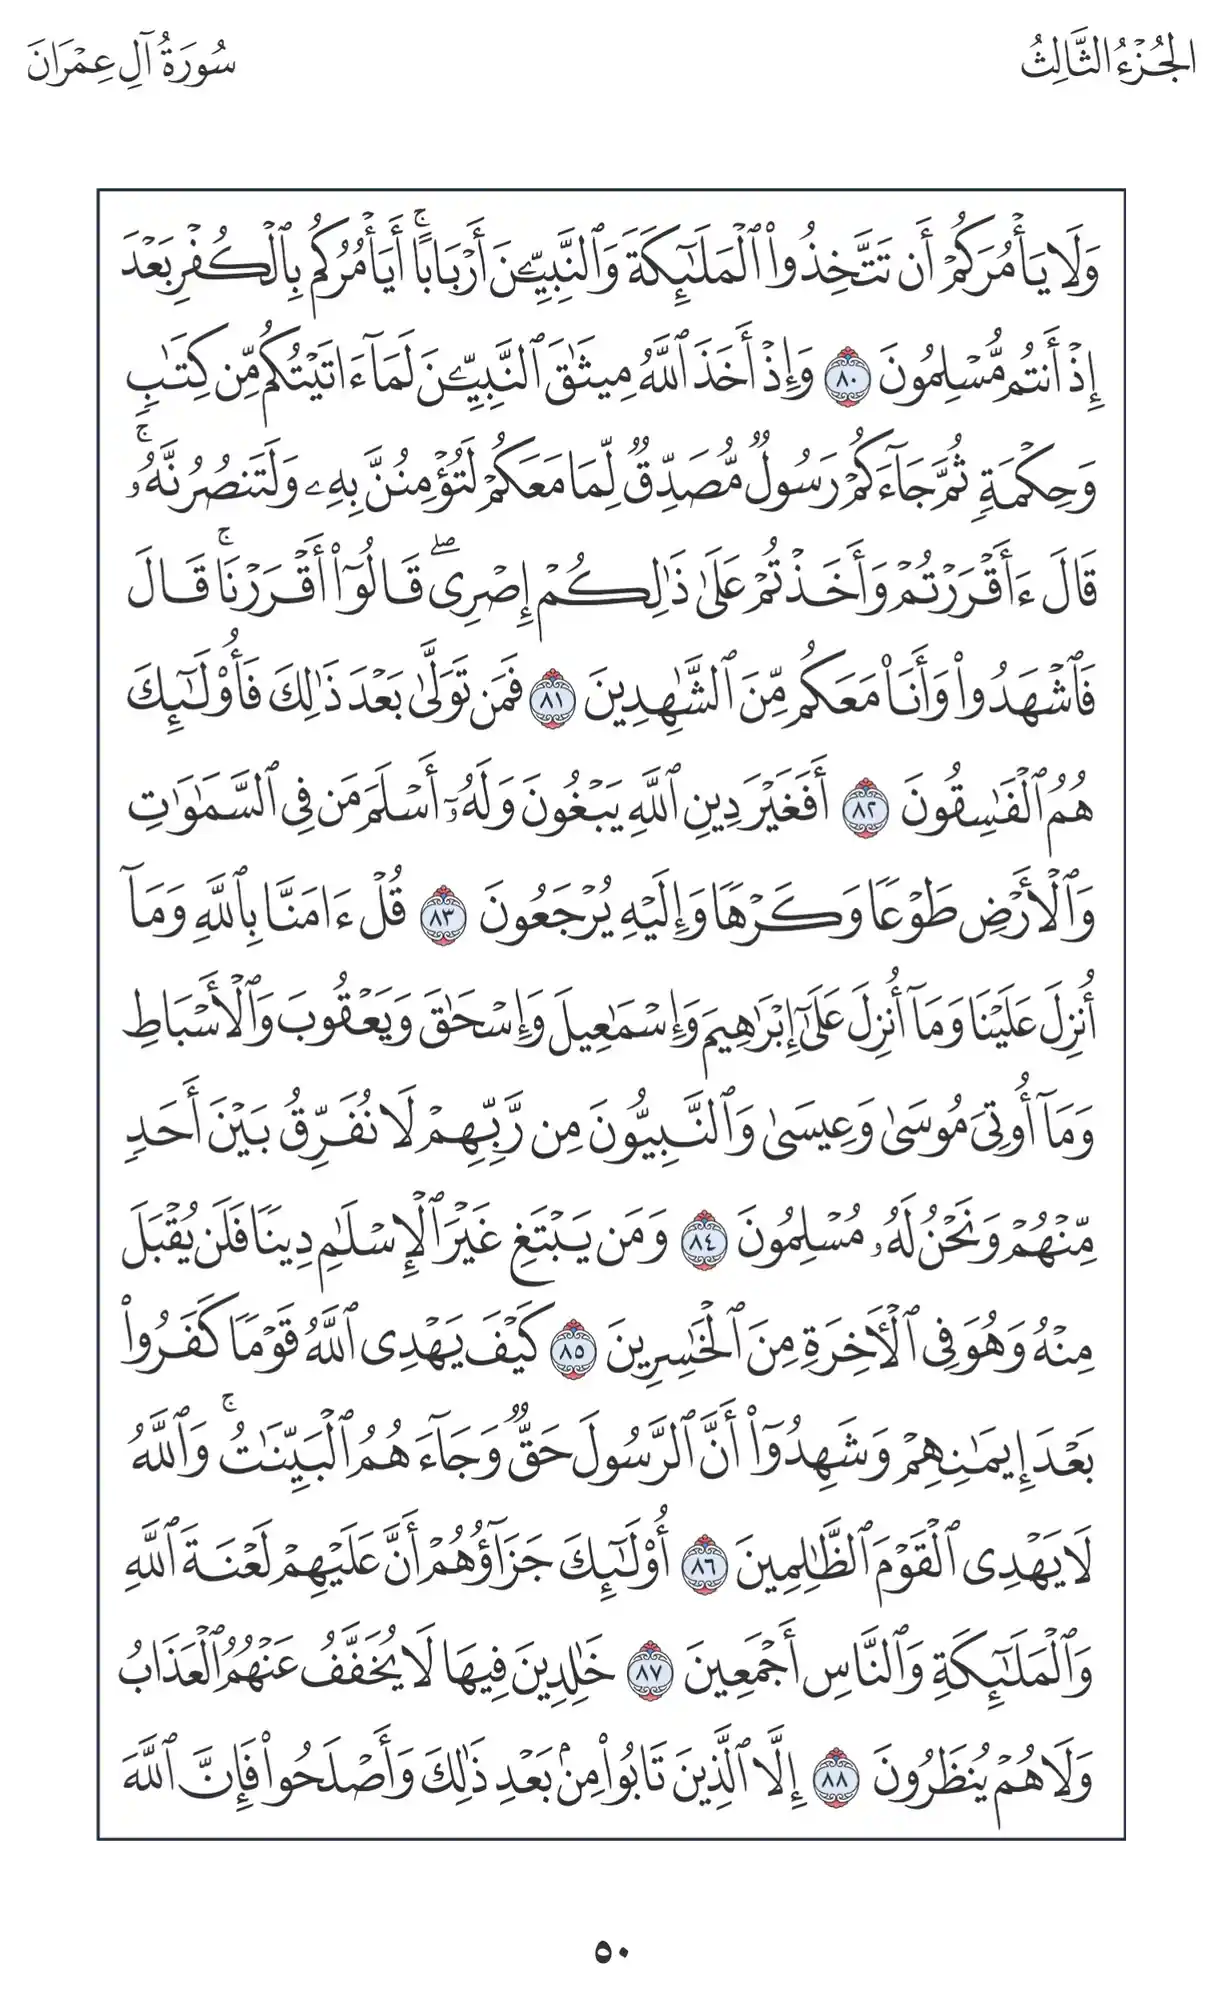 الجُزْءُ الثَّالِثُ
سُورَةُ آلِ عِمْرَانَ
وَلَا يَأْمُرَكُمْ أَن تَتَّخِذُوا۟ ٱلْمَلَـٰٓئِكَةَ وَٱلنَّبِيِّـۧنَ أَرْبَابًا ۚ أَيَأْمُرُكُم بِٱلْكُفْرِ بَعْدَ
إِذْ أَنتُم مُّسْلِمُونَ ٨٠ وَإِذْ أَخَذَ ٱللَّهُ مِيثَـٰقَ ٱلنَّبِيِّـۧنَ لَمَآ ءَاتَيْتُكُم مِّن كِتَـٰبٍ
وَحِكْمَةٍ ثُمَّ جَآءَكُمْ رَسُولٌ مُّصَدِّقٌ لِّمَا مَعَكُمْ لَتُؤْمِنُنَّ بِهِۦ وَلَتَنصُرُنَّهُۥ ۚ
قَالَ ءَأَقْرَرْتُمْ وَأَخَذْتُمْ عَلَىٰ ذَٰلِكُمْ إِصْرِى ۖ قَالُوٓا۟ أَقْرَرْنَا ۚ قَالَ
فَٱشْهَدُوا۟ وَأَنَا۠ مَعَكُم مِّنَ ٱلشَّـٰهِدِينَ ٨١ فَمَن تَوَلَّىٰ بَعْدَ ذَٰلِكَ فَأُو۟لَـٰٓئِكَ
هُمُ ٱلْفَـٰسِقُونَ ٨٢ أَفَغَيْرَ دِينِ ٱللَّهِ يَبْغُونَ وَلَهُۥٓ أَسْلَمَ مَن فِى ٱلسَّمَـٰوَٰتِ
وَٱلْأَرْضِ طَوْعًا وَكَرْهًا وَإِلَيْهِ يُرْجَعُونَ ٨٣ قُلْ ءَامَنَّا بِٱللَّهِ وَمَآ
أُنزِلَ عَلَيْنَا وَمَآ أُنزِلَ عَلَىٰٓ إِبْرَٰهِيمَ وَإِسْمَـٰعِيلَ وَإِسْحَـٰقَ وَيَعْقُوبَ وَٱلْأَسْبَاطِ
وَمَآ أُوتِىَ مُوسَىٰ وَعِيسَىٰ وَٱلنَّبِيُّونَ مِن رَّبِّهِمْ لَا نُفَرِّقُ بَيْنَ أَحَدٍ
مِّنْهُمْ وَنَحْنُ لَهُۥ مُسْلِمُونَ ٨٤ وَمَن يَبْتَغِ غَيْرَ ٱلْإِسْلَـٰمِ دِينًا فَلَن يُقْبَلَ
مِنْهُ وَهُوَ فِى ٱلْـَٔاخِرَةِ مِنَ ٱلْخَـٰسِرِينَ ٨٥ كَيْفَ يَهْدِى ٱللَّهُ قَوْمًا كَفَرُوا۟
بَعْدَ إِيمَـٰنِهِمْ وَشَهِدُوٓا۟ أَنَّ ٱلرَّسُولَ حَقٌّ وَجَآءَهُمُ ٱلْبَيِّنَـٰتُ ۚ وَٱللَّهُ
لَا يَهْدِى ٱلْقَوْمَ ٱلظَّـٰلِمِينَ ٨٦ أُو۟لَـٰٓئِكَ جَزَآؤُهُمْ أَنَّ عَلَيْهِمْ لَعْنَةَ ٱللَّهِ
وَٱلْمَلَـٰٓئِكَةِ وَٱلنَّاسِ أَجْمَعِينَ ٨٧ خَـٰلِدِينَ فِيهَا لَا يُخَفَّفُ عَنْهُمُ ٱلْعَذَابُ
وَلَا هُمْ يُنظَرُونَ ٨٨ إِلَّا ٱلَّذِينَ تَابُوا۟ مِنۢ بَعْدِ ذَٰلِكَ وَأَصْلَحُوا۟ فَإِنَّ ٱللَّهَ
٥٠